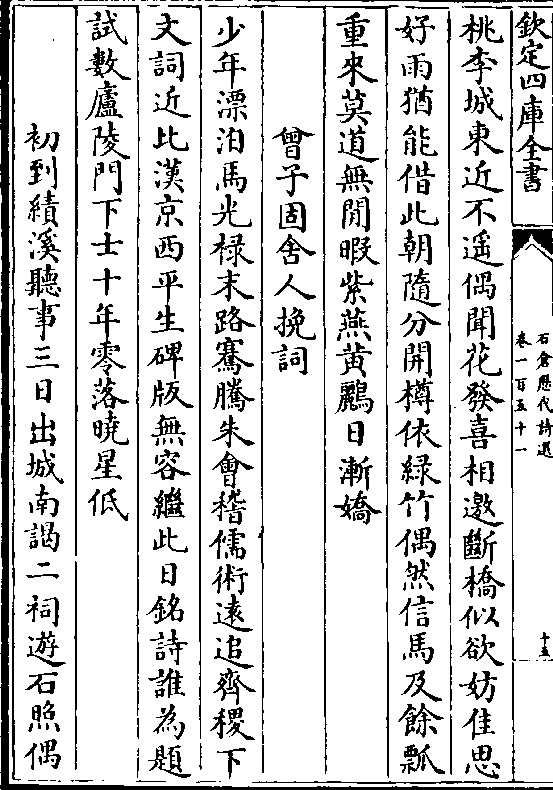 欽定四庫全書
石倉歷代詩選
卷一百五十一
十五
桃李城東近不遥偶聞花發喜相邀斷橋似欲妨佳思
好雨猶能借此朝隨分開樽依綠竹偶然信馬及餘瓢
重來莫道無閒暇紫燕黄鸝日漸嬌
曾子固舍人挽詞
少年漂泊馬光禄末路騫騰朱會稽儒術逺追齊稷下
文詞近比漢京西平生碑版無容繼此日銘詩誰為題
試數廬陵門下士十年零落曉星低
初到績溪聽事三日出城南謁二祠遊石照偶